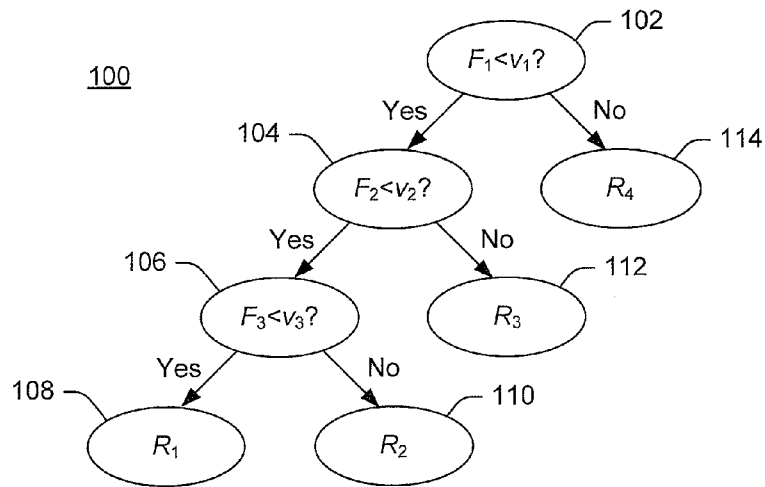 102
F₁<v₁?
100
Yes
No
104
114
F₂<v₂?
R₄
Yes
No
106
112
F₃<v₃?
R₃
Yes
No
108
110
R₁
R₂